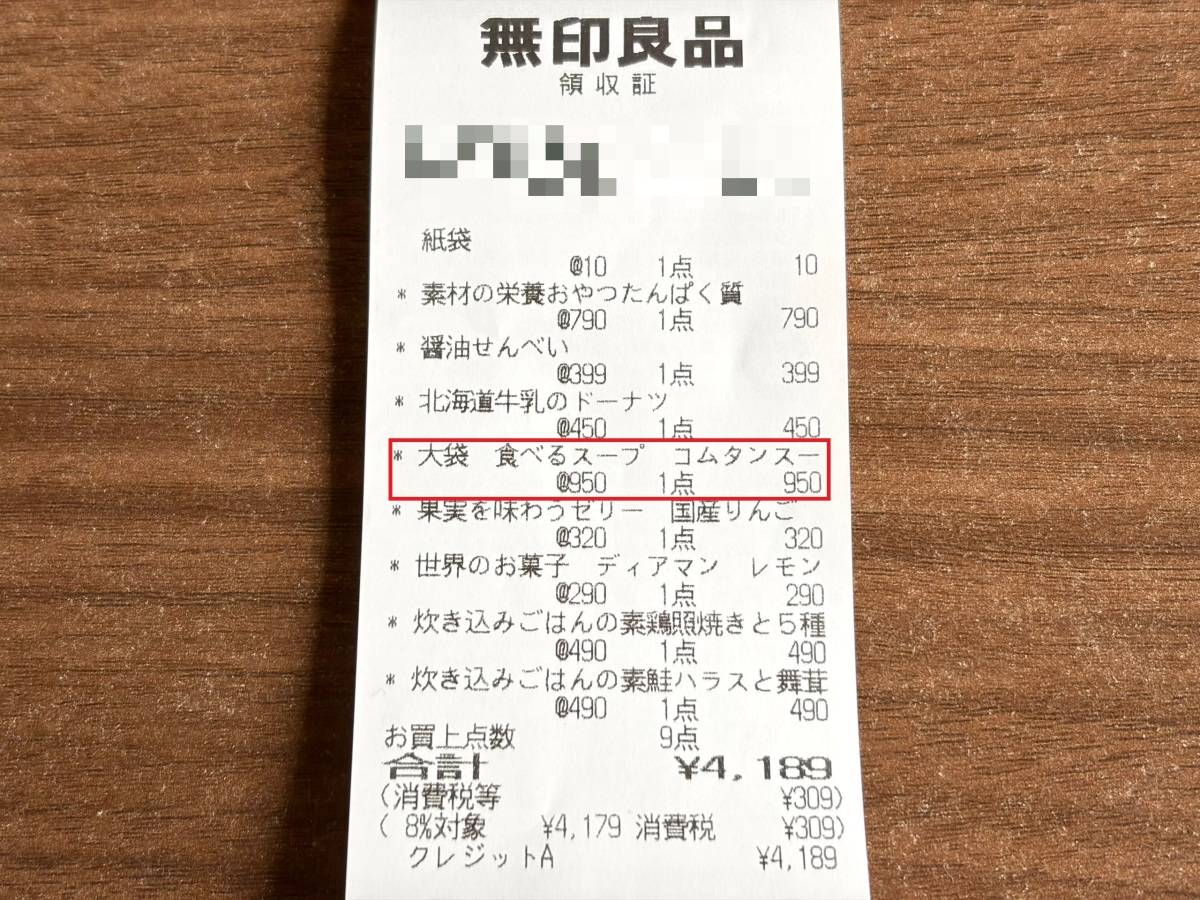 無印良品
領収証
紙袋
@10 1点 10
* 素材の栄養おやつたんぱく質
@790 1点 790
* 醤油せんべい
@399 1点 399
* 北海道牛乳のドーナツ
@450 1点 450
* 大袋 食べるスープ コムタンスー
@950 1点 950
* 果実を味わうゼリー 国産りんご
@320 1点 320
* 世界のお菓子 ディアマン レモン
@290 1点 290
* 炊き込みごはんの素鶏照焼きと5種
@490 1点 490
* 炊き込みごはんの素鮭ハラスと舞茸
@490 1点 490
お買上点数 9点
合計 ¥4,189
(消費税等 ¥309)
( 8%対象 ¥4,179 消費税 ¥309)
クレジットA ¥4,189